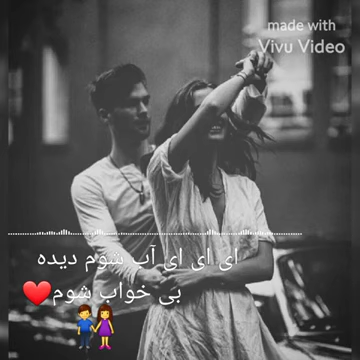 made with
Vivu Video
ای ای ای آب شوم دیده
بی خواب شوم❤️
👫